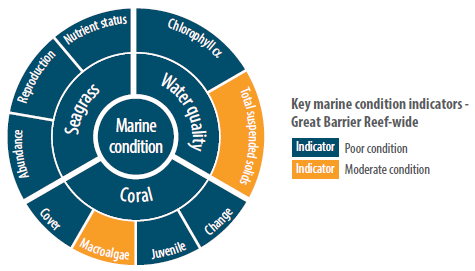 Nutrient status
Chlorophyll α
Reproduction
Seagrass
Water quality
Total suspended solids
Abundance
Marine
condition
Coral
Cover
Macroalgae
Juvenile
Change
Key marine condition indicators -
Great Barrier Reef-wide
Indicator Poor condition
Indicator Moderate condition